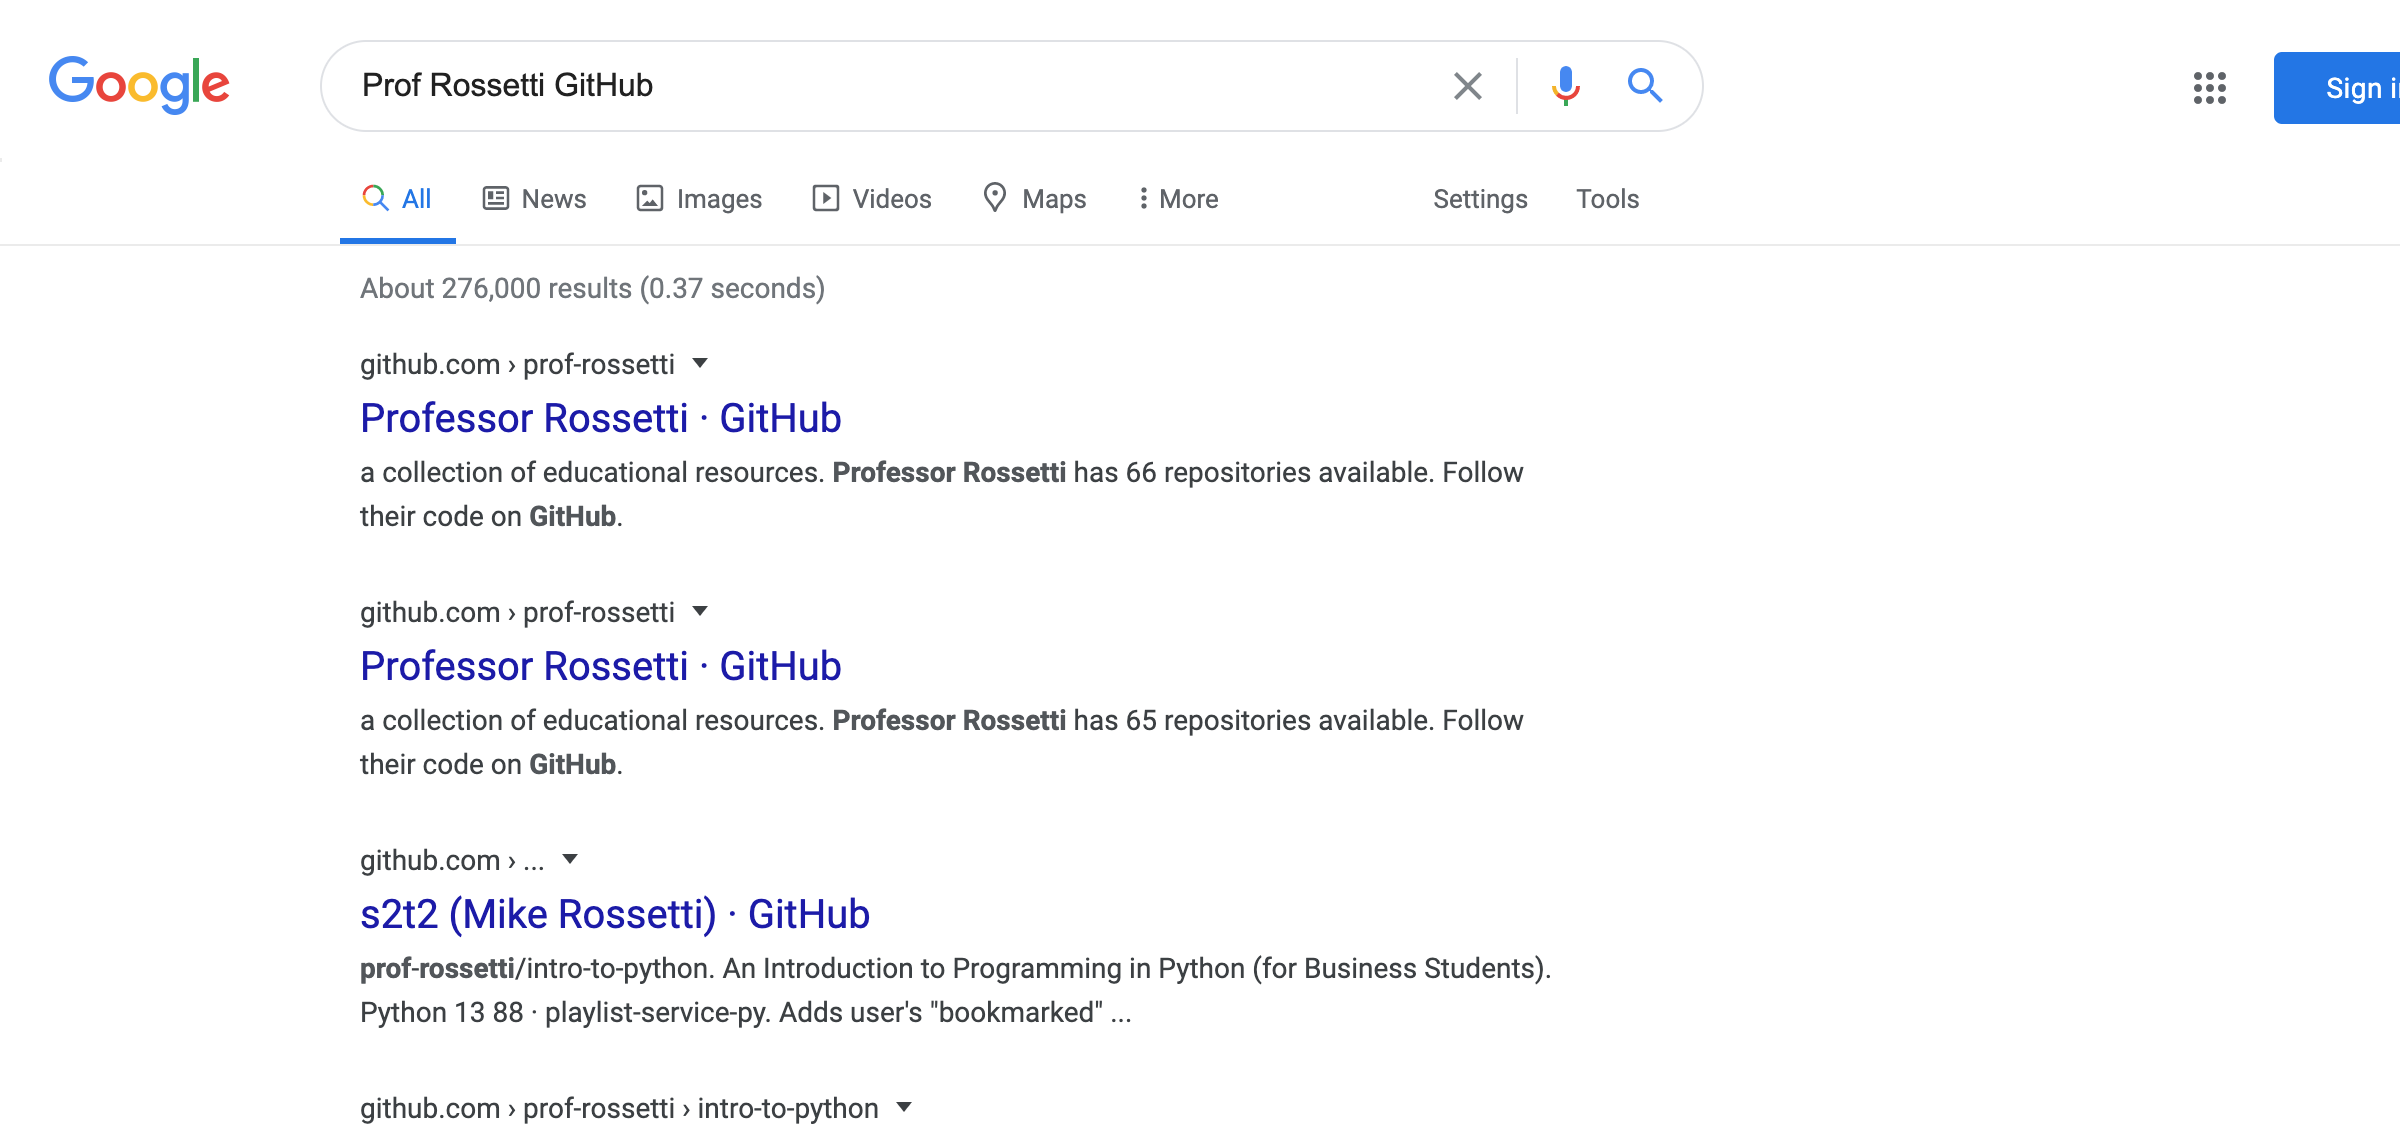 Google
Prof Rossetti GitHub
Sign i
All News Images Videos Maps More Settings Tools
About 276,000 results (0.37 seconds)
github.com › prof-rossetti
Professor Rossetti · GitHub
a collection of educational resources. Professor Rossetti has 66 repositories available. Follow
their code on GitHub.
github.com › prof-rossetti
Professor Rossetti · GitHub
a collection of educational resources. Professor Rossetti has 65 repositories available. Follow
their code on GitHub.
github.com › ...
s2t2 (Mike Rossetti) · GitHub
prof-rossetti/intro-to-python. An Introduction to Programming in Python (for Business Students).
Python 13 88 · playlist-service-py. Adds user's "bookmarked" ...
github.com › prof-rossetti › intro-to-python